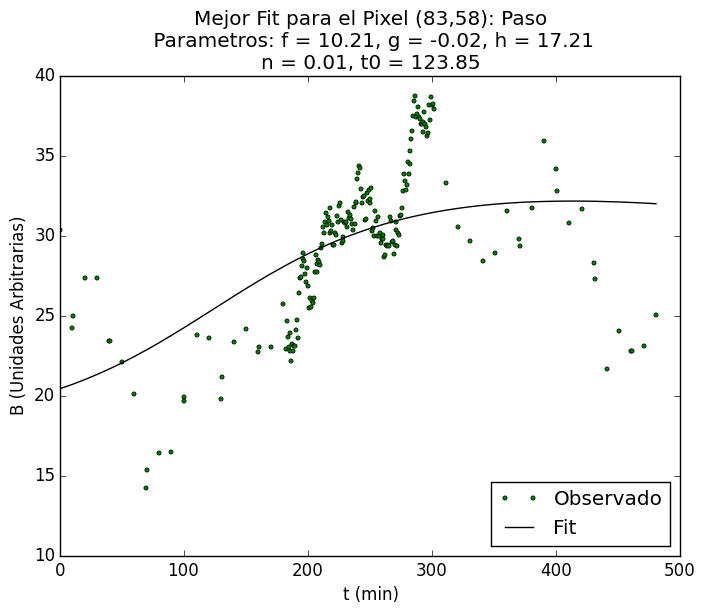 Mejor Fit para el Pixel (83,58): Paso
Parametros: f = 10.21, g = -0.02, h = 17.21
n = 0.01, t0 = 123.85
40
35
30
25
20
15
10
B (Unidades Arbitrarias)
Observado
Fit
0 100 200 300 400 500
t (min)